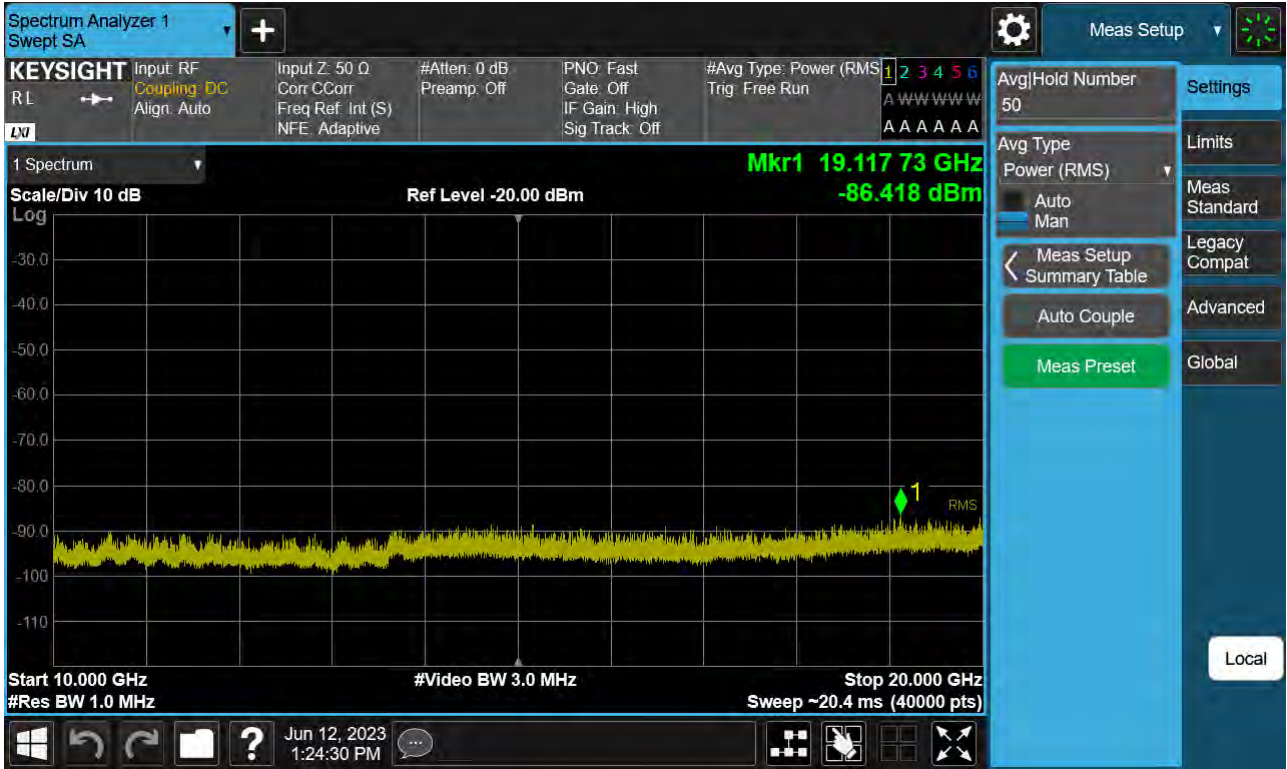 Spectrum Analyzer 1
Swept SA
+
Meas Setup
KEYSIGHT
RL
LXI
Input: RF
Coupling: DC
Align: Auto
Input Z: 50 Ω
Corr CCorr
Freq Ref: Int (S)
NFE: Adaptive
#Atten: 0 dB
Preamp: Off
PNO: Fast
Gate: Off
IF Gain: High
Sig Track: Off
#Avg Type: Power (RMS
Trig: Free Run
1 2 3 4 5 6
A W W W W W
A A A A A A
1 Spectrum
Scale/Div 10 dB
Log
Ref Level -20.00 dBm
Mkr1 19.117 73 GHz
-86.418 dBm
-30.0
-40.0
-50.0
-60.0
-70.0
-80.0
-90.0
-100
-110
1
RMS
Start 10.000 GHz
#Res BW 1.0 MHz
#Video BW 3.0 MHz
Stop 20.000 GHz
Sweep ~20.4 ms (40000 pts)
Avg|Hold Number
50
Avg Type
Power (RMS)
Auto
Man
Meas Setup
Summary Table
Auto Couple
Meas Preset
Settings
Limits
Meas
Standard
Legacy
Compat
Advanced
Global
Local
?
Jun 12, 2023
1:24:30 PM